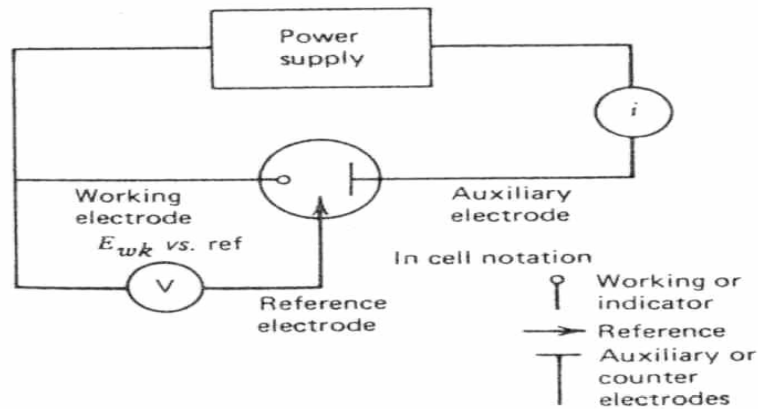 Power
supply
i
Working
electrode
Auxiliary
electrode
E_wk vs. ref
V
Reference
electrode
In cell notation
Working or
indicator
Reference
Auxiliary or
counter
electrodes